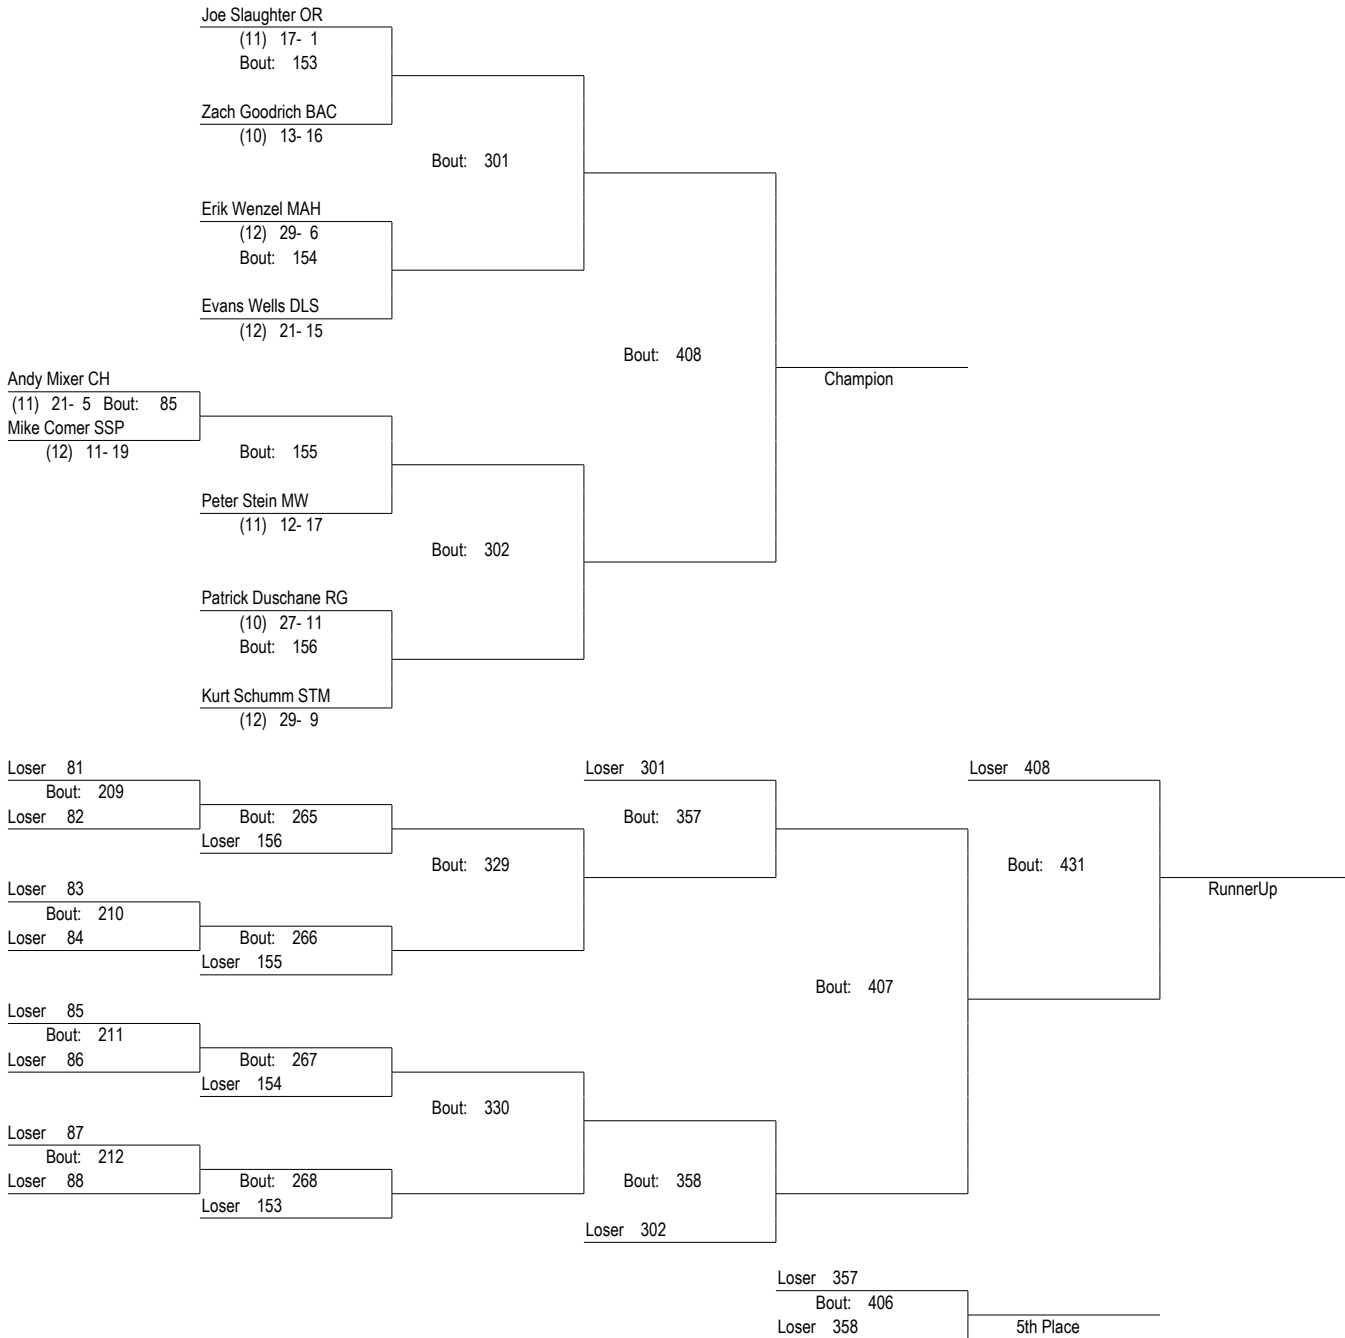 Joe Slaughter OR
(11) 17- 1
Bout: 153
Zach Goodrich BAC
(10) 13- 16
Bout: 301
Erik Wenzel MAH
(12) 29- 6
Bout: 154
Evans Wells DLS
(12) 21- 15
Bout: 408
Champion
Andy Mixer CH
(11) 21- 5 Bout: 85
Mike Comer SSP
(12) 11- 19
Bout: 155
Peter Stein MW
(11) 12- 17
Bout: 302
Patrick Duschane RG
(10) 27- 11
Bout: 156
Kurt Schumm STM
(12) 29- 9
Loser 81
Bout: 209
Loser 82
Bout: 265
Loser 156
Bout: 329
Loser 301
Bout: 357
Loser 408
Bout: 431
RunnerUp
Loser 83
Bout: 210
Loser 84
Bout: 266
Loser 155
Bout: 407
Loser 85
Bout: 211
Loser 86
Bout: 267
Loser 154
Bout: 330
Loser 87
Bout: 212
Loser 88
Bout: 268
Loser 153
Bout: 358
Loser 302
Loser 357
Bout: 406
Loser 358
5th Place